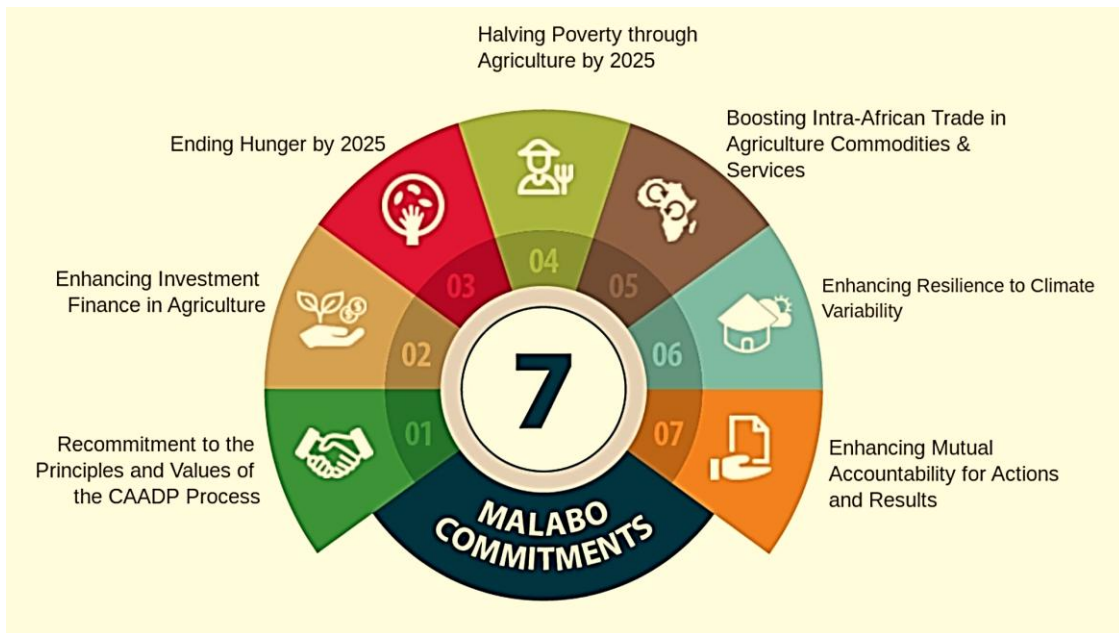 Halving Poverty through
Agriculture by 2025
Ending Hunger by 2025
Boosting Intra-African Trade in
Agriculture Commodities &
Services
Enhancing Investment
Finance in Agriculture
Enhancing Resilience to Climate
Variability
Recommitment to the
Principles and Values of
the CAADP Process
Enhancing Mutual
Accountability for Actions
and Results
01
02
03
04
05
06
07
7
MALABO
COMMITMENTS